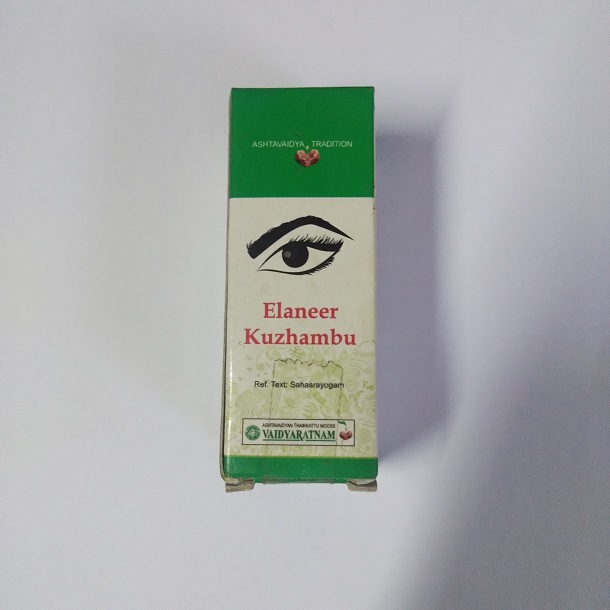 ASHTAVAIDYA TRADITION
Elaneer
Kuzhambu
Ref. Text: Sahasrayogam
ASHTAVAIDYAN THAIKKATTU MOOSS'
VAIDYARATNAM